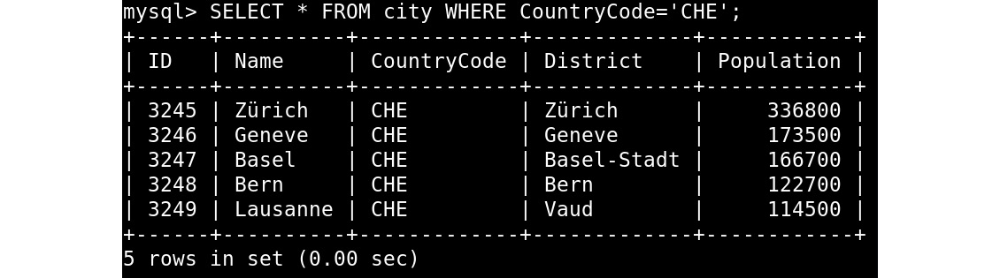 mysql> SELECT * FROM city WHERE CountryCode='CHE';
+------+----------+-------------+-------------+------------+
| ID   | Name     | CountryCode | District    | Population |
+------+----------+-------------+-------------+------------+
| 3245 | Zürich   | CHE         | Zürich      |     336800 |
| 3246 | Geneve   | CHE         | Geneve      |     173500 |
| 3247 | Basel    | CHE         | Basel-Stadt |     166700 |
| 3248 | Bern     | CHE         | Bern        |     122700 |
| 3249 | Lausanne | CHE         | Vaud        |     114500 |
+------+----------+-------------+-------------+------------+
5 rows in set (0.00 sec)